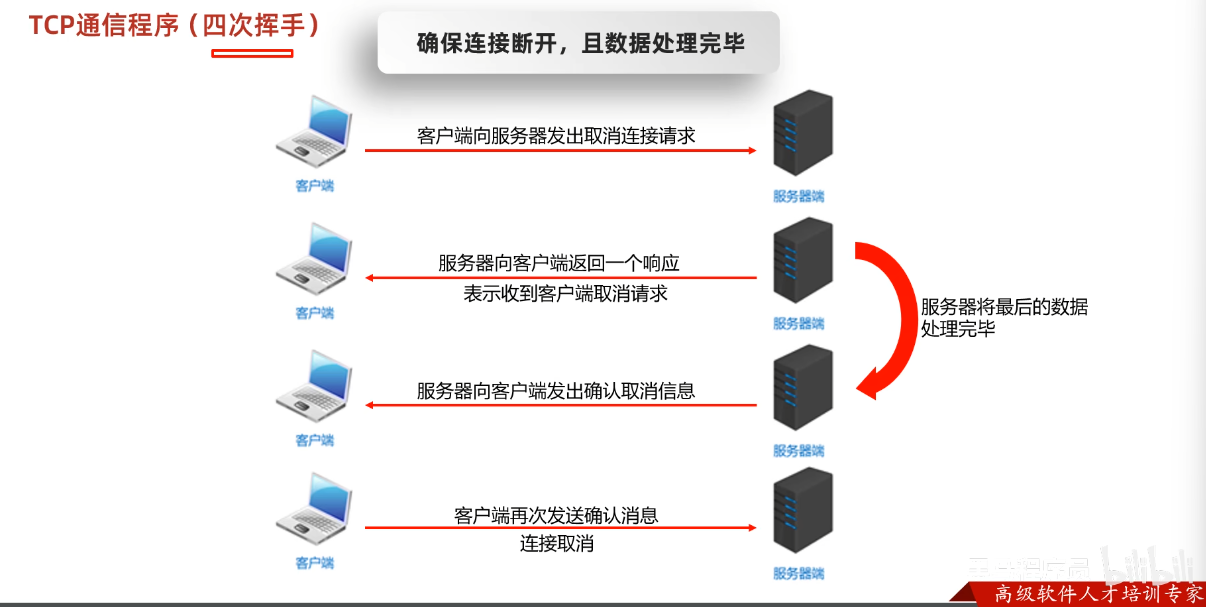 TCP通信程序（四次挥手）
确保连接断开，且数据处理完毕
客户端向服务器发出取消连接请求
客户端
服务器端
服务器向客户端返回一个响应
表示收到客户端取消请求
客户端
服务器端
服务器将最后的数据
处理完毕
服务器向客户端发出确认取消信息
客户端
服务器端
客户端再次发送确认消息
连接取消
客户端
服务器端
bilibili
高级软件人才培训专家